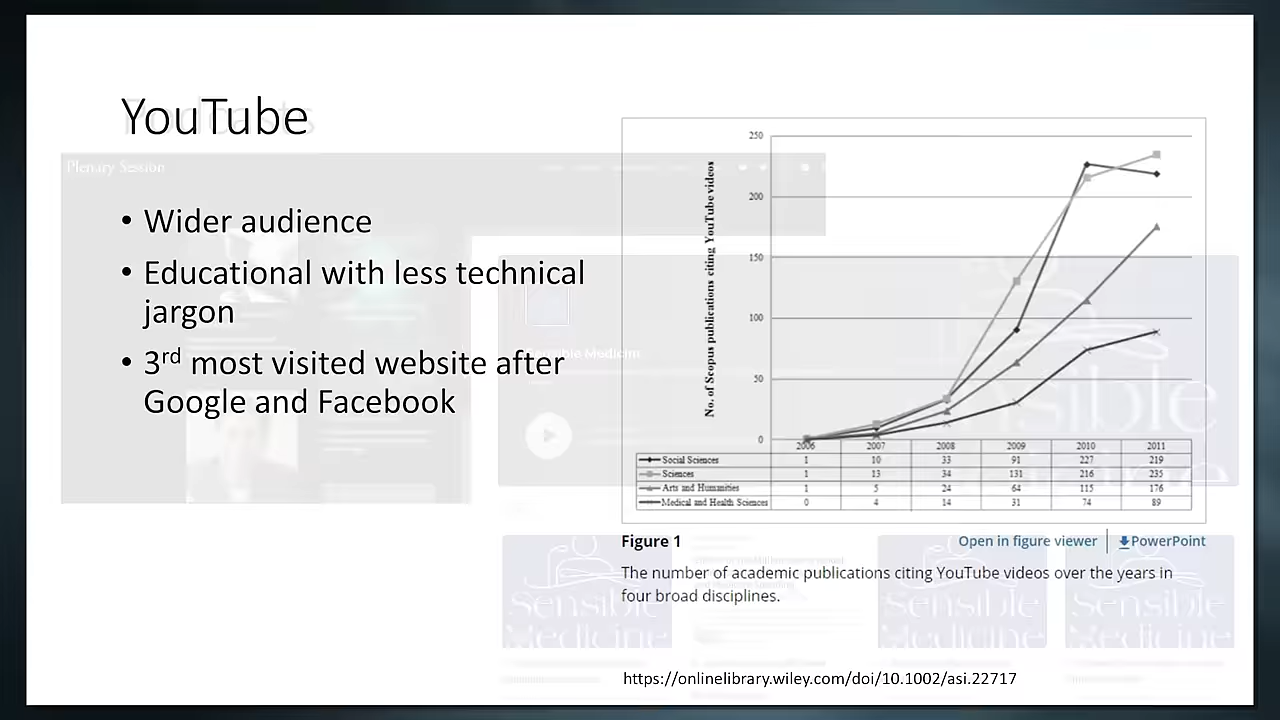 YouTube
Plenary Session
• Wider audience
• Educational with less technical
jargon
• 3rd most visited website after
Google and Facebook
No. of Scopus publications citing YouTube videos
250
200
150
100
50
0
2006 2007 2008 2009 2010 2011
Social Sciences 1 10 33 91 227 219
Sciences 1 13 34 131 216 235
Arts and Humanities 1 5 24 64 115 176
Medical and Health Sciences 0 4 14 31 74 89
Sensible
Figure 1
Open in figure viewer PowerPoint
The number of academic publications citing YouTube videos over the years in
four broad disciplines.
Sensible Sensible Sensible
Medicine Medicine Medicine
https://onlinelibrary.wiley.com/doi/10.1002/asi.22717